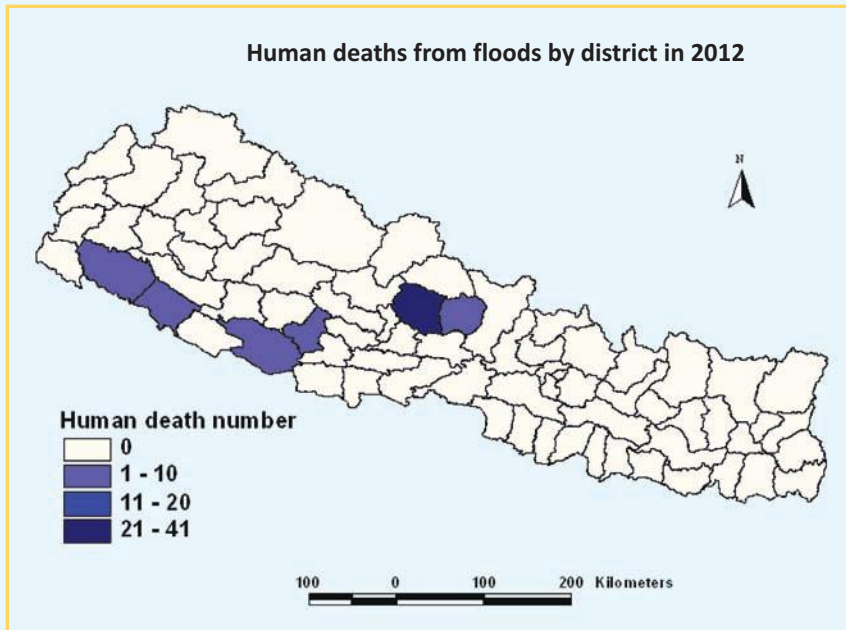 Human deaths from floods by district in 2012
N
Human death number
0
1 - 10
11 - 20
21 - 41
100 0 100 200 Kilometers